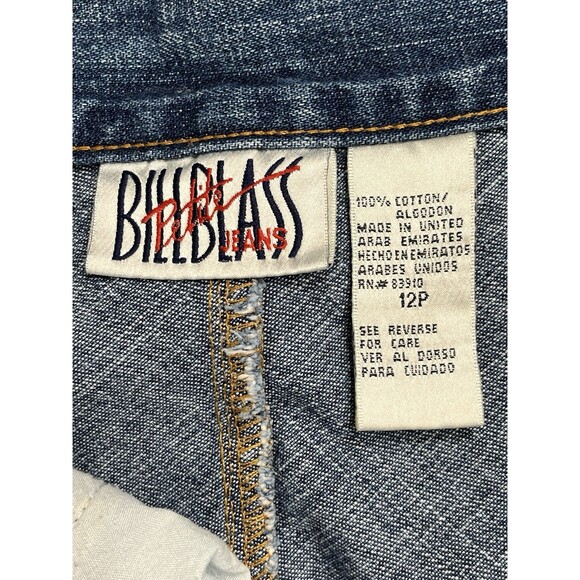 BILLBLASS
Petite
JEANS
100% COTTON/
ALGODON
MADE IN UNITED
ARAB EMIRATES
HECHO EN EMIRATOS
ARABES UNIDOS
RN# 83910
12P
SEE REVERSE
FOR CARE
VER AL DORSO
PARA CUIDADO